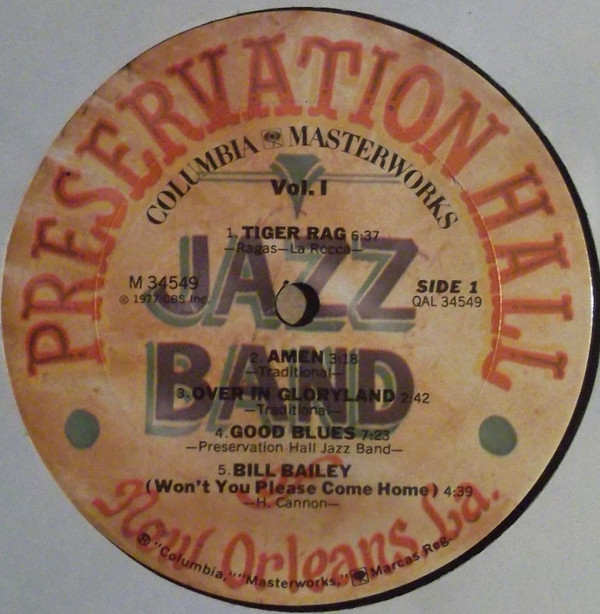 PRESERVATION HALL
COLUMBIA MASTERWORKS
Vol. I
1. TIGER RAG 6:37
—Ragas—La Rocca—
JAZZ
M 34549
© 1977 CBS Inc.
SIDE 1
QAL 34549
BAND
2. AMEN 3:18
—Traditional—
3. OVER IN GLORYLAND 2:42
—Traditional—
4. GOOD BLUES 7:23
—Preservation Hall Jazz Band—
5. BILL BAILEY
(Won't You Please Come Home) 4:39
—H. Cannon—
New Orleans, La.
℗ "Columbia," "Masterworks," Marcas Reg.